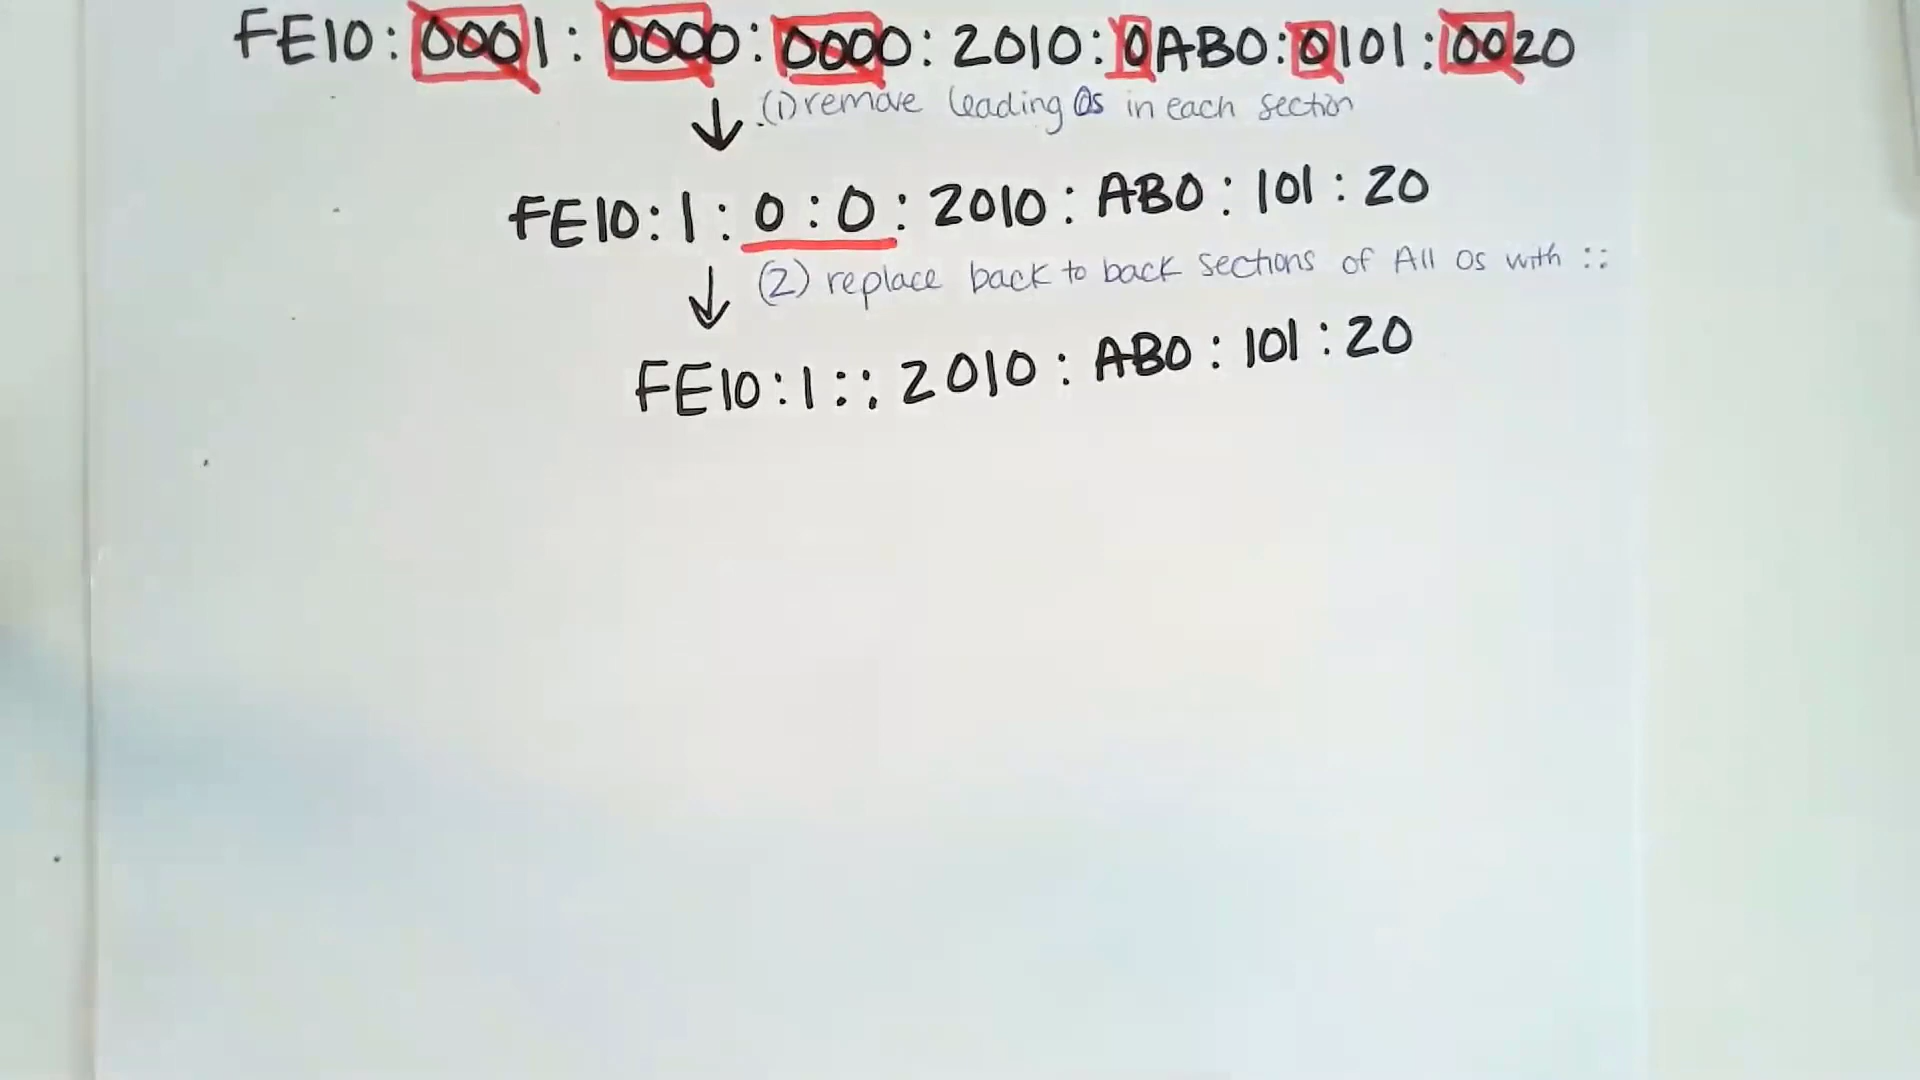 FE10:0001:0000:0000:2010:0AB0:0101:0020
(1) remove leading 0s in each section
FE10:1:0:0:2010:AB0:101:20
(2) replace back to back sections of All 0s with ::
FE10:1::2010:AB0:101:20